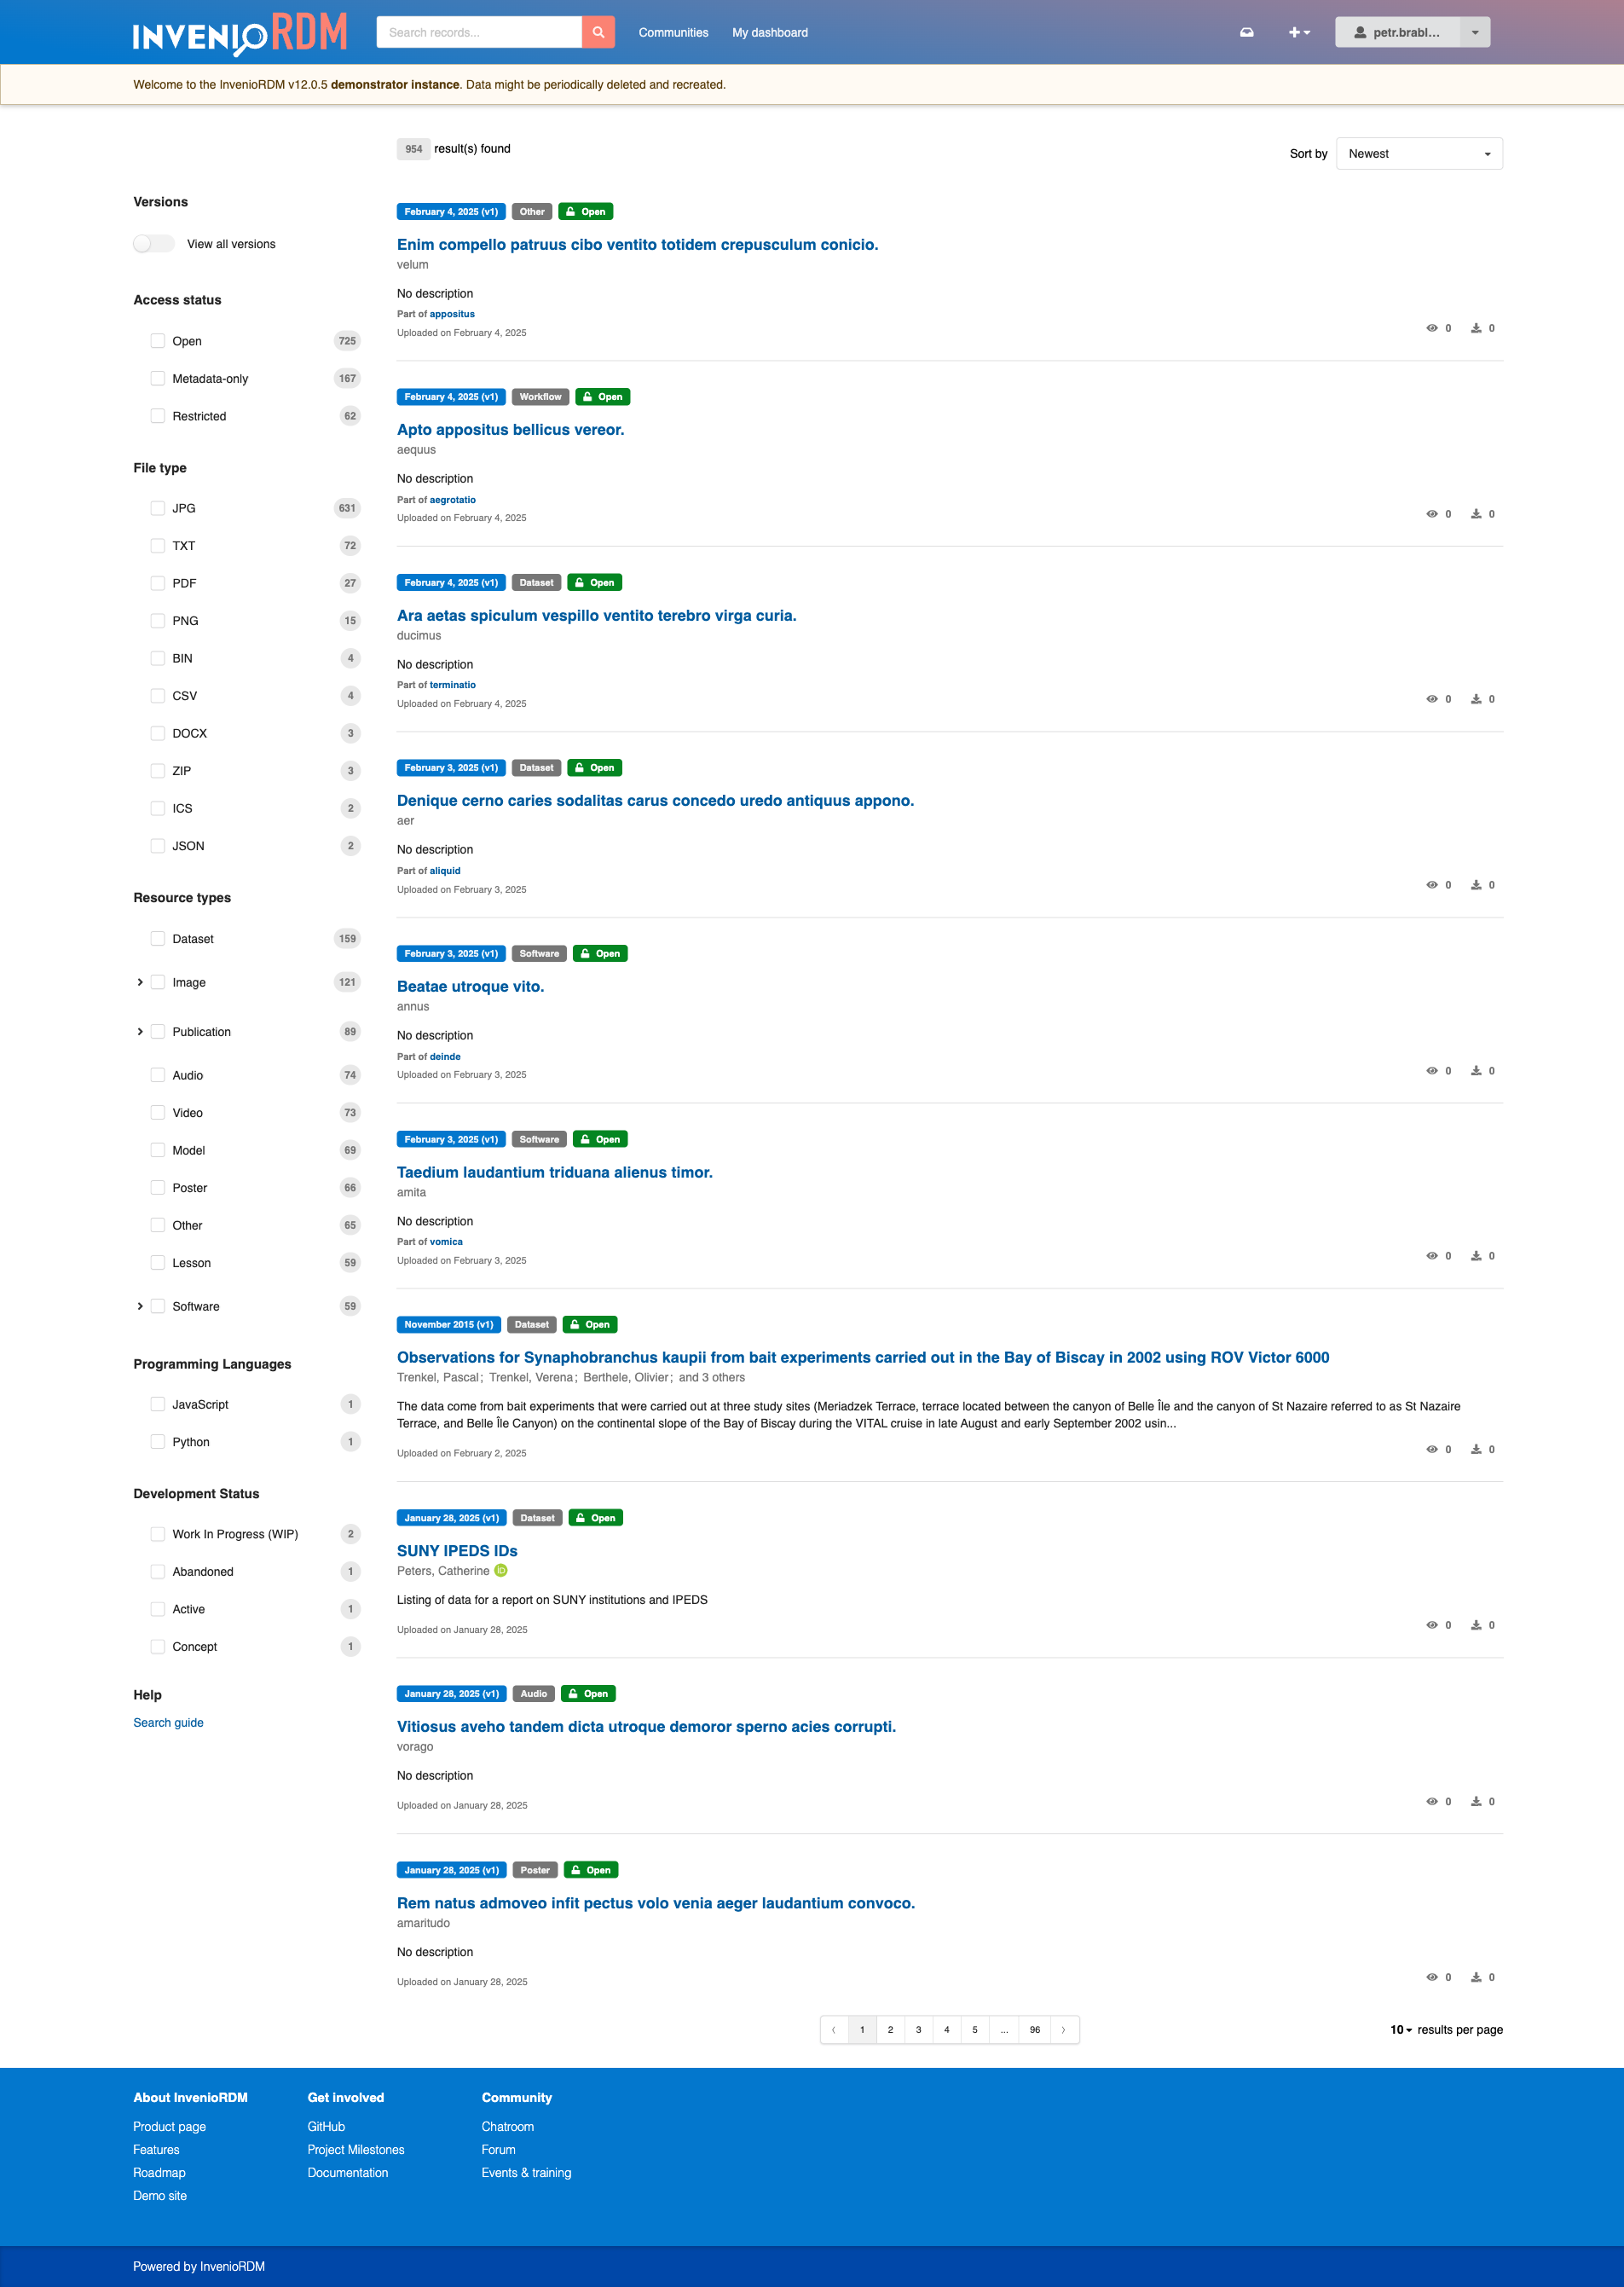 INVENIO RDM
Search records...
Communities
My dashboard
petr.brabl...
Welcome to the InvenioRDM v12.0.5 demonstrator instance. Data might be periodically deleted and recreated.
954 result(s) found
Sort by Newest
Versions
View all versions
Access status
Open 725
Metadata-only 167
Restricted 62
File type
JPG 631
TXT 72
PDF 27
PNG 15
BIN 4
CSV 4
DOCX 3
ZIP 3
ICS 2
JSON 2
Resource types
Dataset 159
Image 121
Publication 89
Audio 74
Video 73
Model 69
Poster 66
Other 65
Lesson 59
Software 59
Programming Languages
JavaScript 1
Python 1
Development Status
Work In Progress (WIP) 2
Abandoned 1
Active 1
Concept 1
Help
Search guide
February 4, 2025 (v1) Other Open
Enim compello patruus cibo ventito totidem crepusculum conicio.
velum
No description
Part of appositus
Uploaded on February 4, 2025
0 0
February 4, 2025 (v1) Workflow Open
Apto appositus bellicus vereor.
aequus
No description
Part of aegrotatio
Uploaded on February 4, 2025
0 0
February 4, 2025 (v1) Dataset Open
Ara aetas spiculum vespillo ventito terebro virga curia.
ducimus
No description
Part of terminatio
Uploaded on February 4, 2025
0 0
February 3, 2025 (v1) Dataset Open
Denique cerno caries sodalitas carus concedo uredo antiquus appono.
aer
No description
Part of aliquid
Uploaded on February 3, 2025
0 0
February 3, 2025 (v1) Software Open
Beatae utroque vito.
annus
No description
Part of deinde
Uploaded on February 3, 2025
0 0
February 3, 2025 (v1) Software Open
Taedium laudantium triduana alienus timor.
amita
No description
Part of vomica
Uploaded on February 3, 2025
0 0
November 2015 (v1) Dataset Open
Observations for Synaphobranchus kaupii from bait experiments carried out in the Bay of Biscay in 2002 using ROV Victor 6000
Trenkel, Pascal; Trenkel, Verena; Berthele, Olivier; and 3 others
The data come from bait experiments that were carried out at three study sites (Meriadzek Terrace, terrace located between the canyon of Belle Île and the canyon of St Nazaire referred to as St Nazaire
Terrace, and Belle Île Canyon) on the continental slope of the Bay of Biscay during the VITAL cruise in late August and early September 2002 usin...
Uploaded on February 2, 2025
0 0
January 28, 2025 (v1) Dataset Open
SUNY IPEDS IDs
Peters, Catherine iD
Listing of data for a report on SUNY institutions and IPEDS
Uploaded on January 28, 2025
0 0
January 28, 2025 (v1) Audio Open
Vitiosus aveho tandem dicta utroque demoror sperno acies corrupti.
vorago
No description
Uploaded on January 28, 2025
0 0
January 28, 2025 (v1) Poster Open
Rem natus admoveo infit pectus volo venia aeger laudantium convoco.
amaritudo
No description
Uploaded on January 28, 2025
0 0
1 2 3 4 5 ... 96
10 results per page
About InvenioRDM
Product page
Features
Roadmap
Demo site
Get involved
GitHub
Project Milestones
Documentation
Community
Chatroom
Forum
Events & training
Powered by InvenioRDM